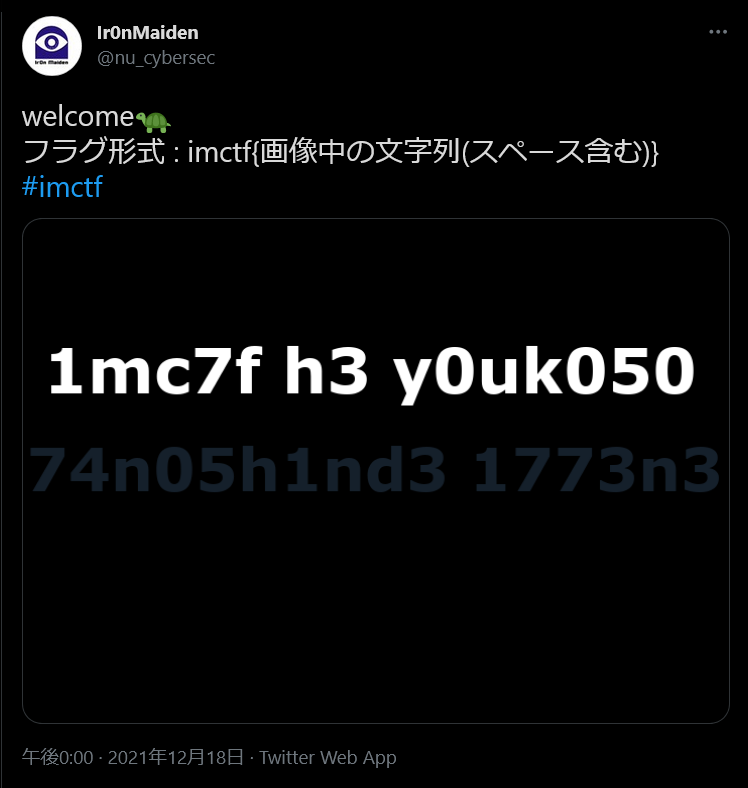 Ir0nMaiden
@nu_cybersec
Ir0n Maiden
welcome🐢
フラグ形式 : imctf{画像中の文字列(スペース含む)}
#imctf
1mc7f h3 y0uk050
74n05h1nd3 1773n3
午後0:00 · 2021年12月18日 · Twitter Web App